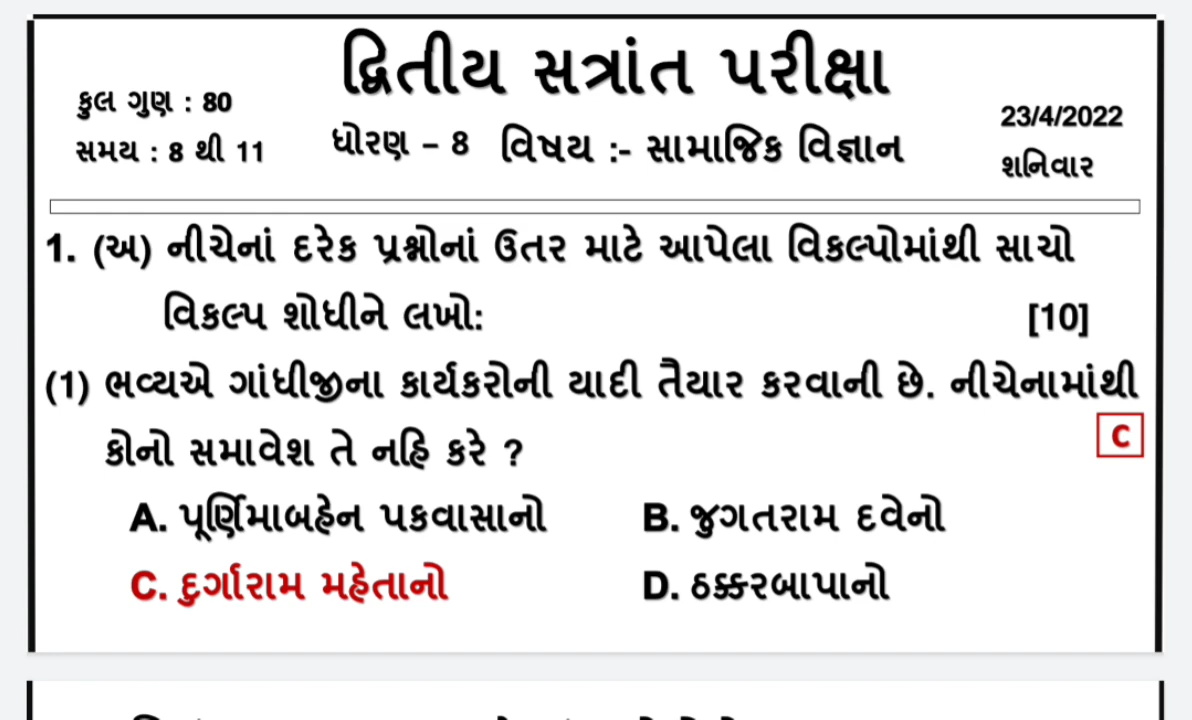 દ્વિતીય સત્રાંત પરીક્ષા
કુલ ગુણ : 80
23/4/2022
સમય : 8 થી 11
ધોરણ – 8 વિષય :- સામાજિક વિજ્ઞાન
શનિવાર
1. (અ) નીચેનાં દરેક પ્રશ્નોનાં ઉતર માટે આપેલા વિકલ્પોમાંથી સાચો
વિકલ્પ શોધીને લખો: [10]
(1) ભવ્યએ ગાંધીજીના કાર્યકરોની યાદી તૈયાર કરવાની છે. નીચેનામાંથી
કોનો સમાવેશ તે નહિ કરે ? C
A. પૂર્ણિમાબહેન પકવાસાનો B. જુગતરામ દવેનો
C. દુર્ગારામ મહેતાનો D. ઠક્કરબાપાનો